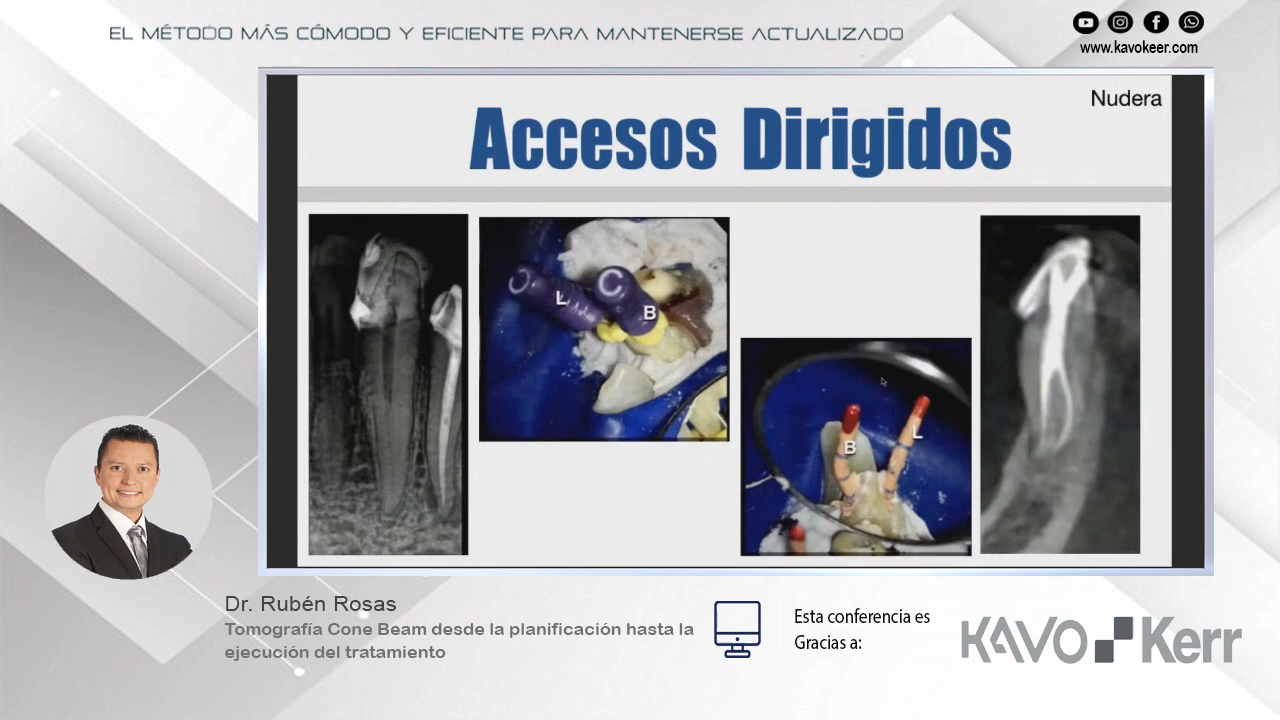 EL MÉTODO MÁS CÓMODO Y EFICIENTE PARA MANTENERSE ACTUALIZADO
www.kavokeer.com
Nudera
Accesos Dirigidos
C
C
L
B
B
L
Dr. Rubén Rosas
Tomografía Cone Beam desde la planificación hasta la
ejecución del tratamiento
Esta conferencia es
Gracias a:
KAVO Kerr